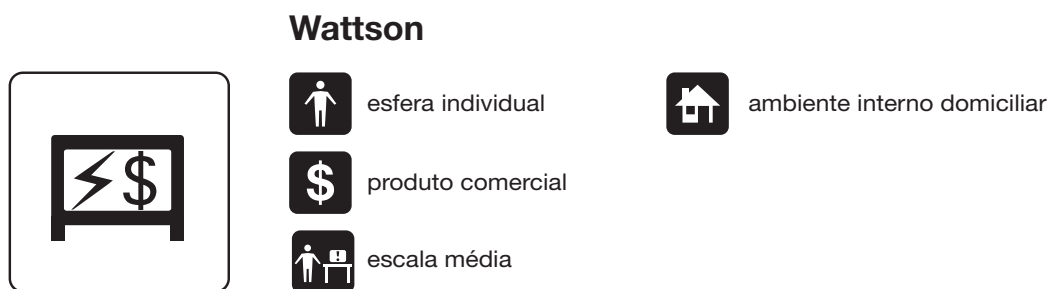 Wattson
esfera individual
ambiente interno domiciliar
$
$
produto comercial
!
escala média